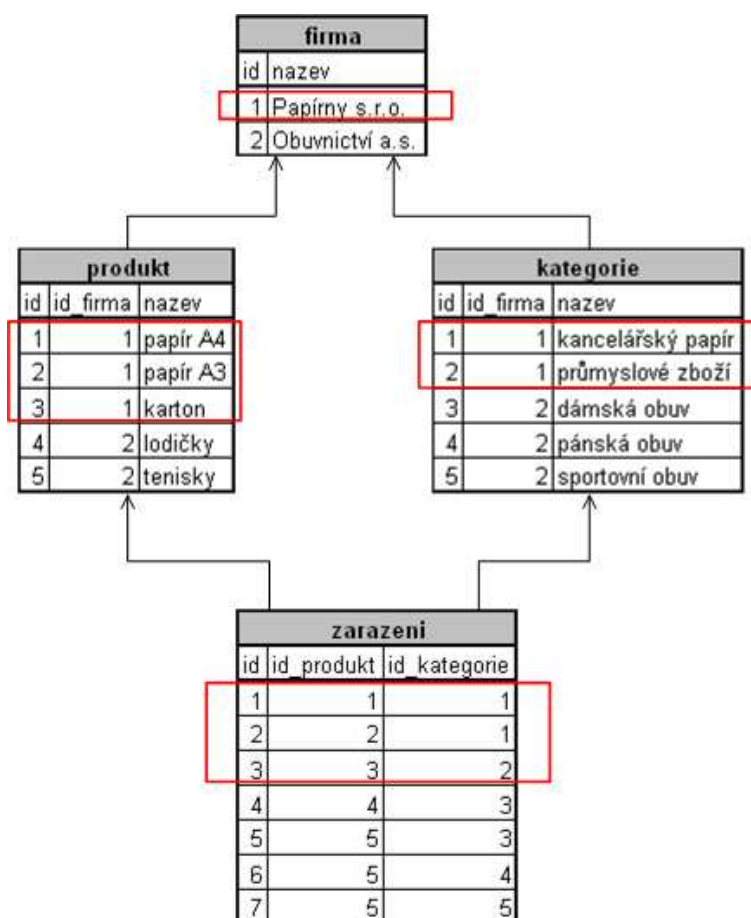 firma
id nazev
1 Papírny s.r.o.
2 Obuvnictví a.s.
produkt
id id_firma nazev
1 1 papír A4
2 1 papír A3
3 1 karton
4 2 lodičky
5 2 tenisky
kategorie
id id_firma nazev
1 1 kancelářský papír
2 1 průmyslové zboží
3 2 dámská obuv
4 2 pánská obuv
5 2 sportovní obuv
zarazeni
id id_produkt id_kategorie
1 1 1
2 2 1
3 3 2
4 4 3
5 5 3
6 5 4
7 5 5